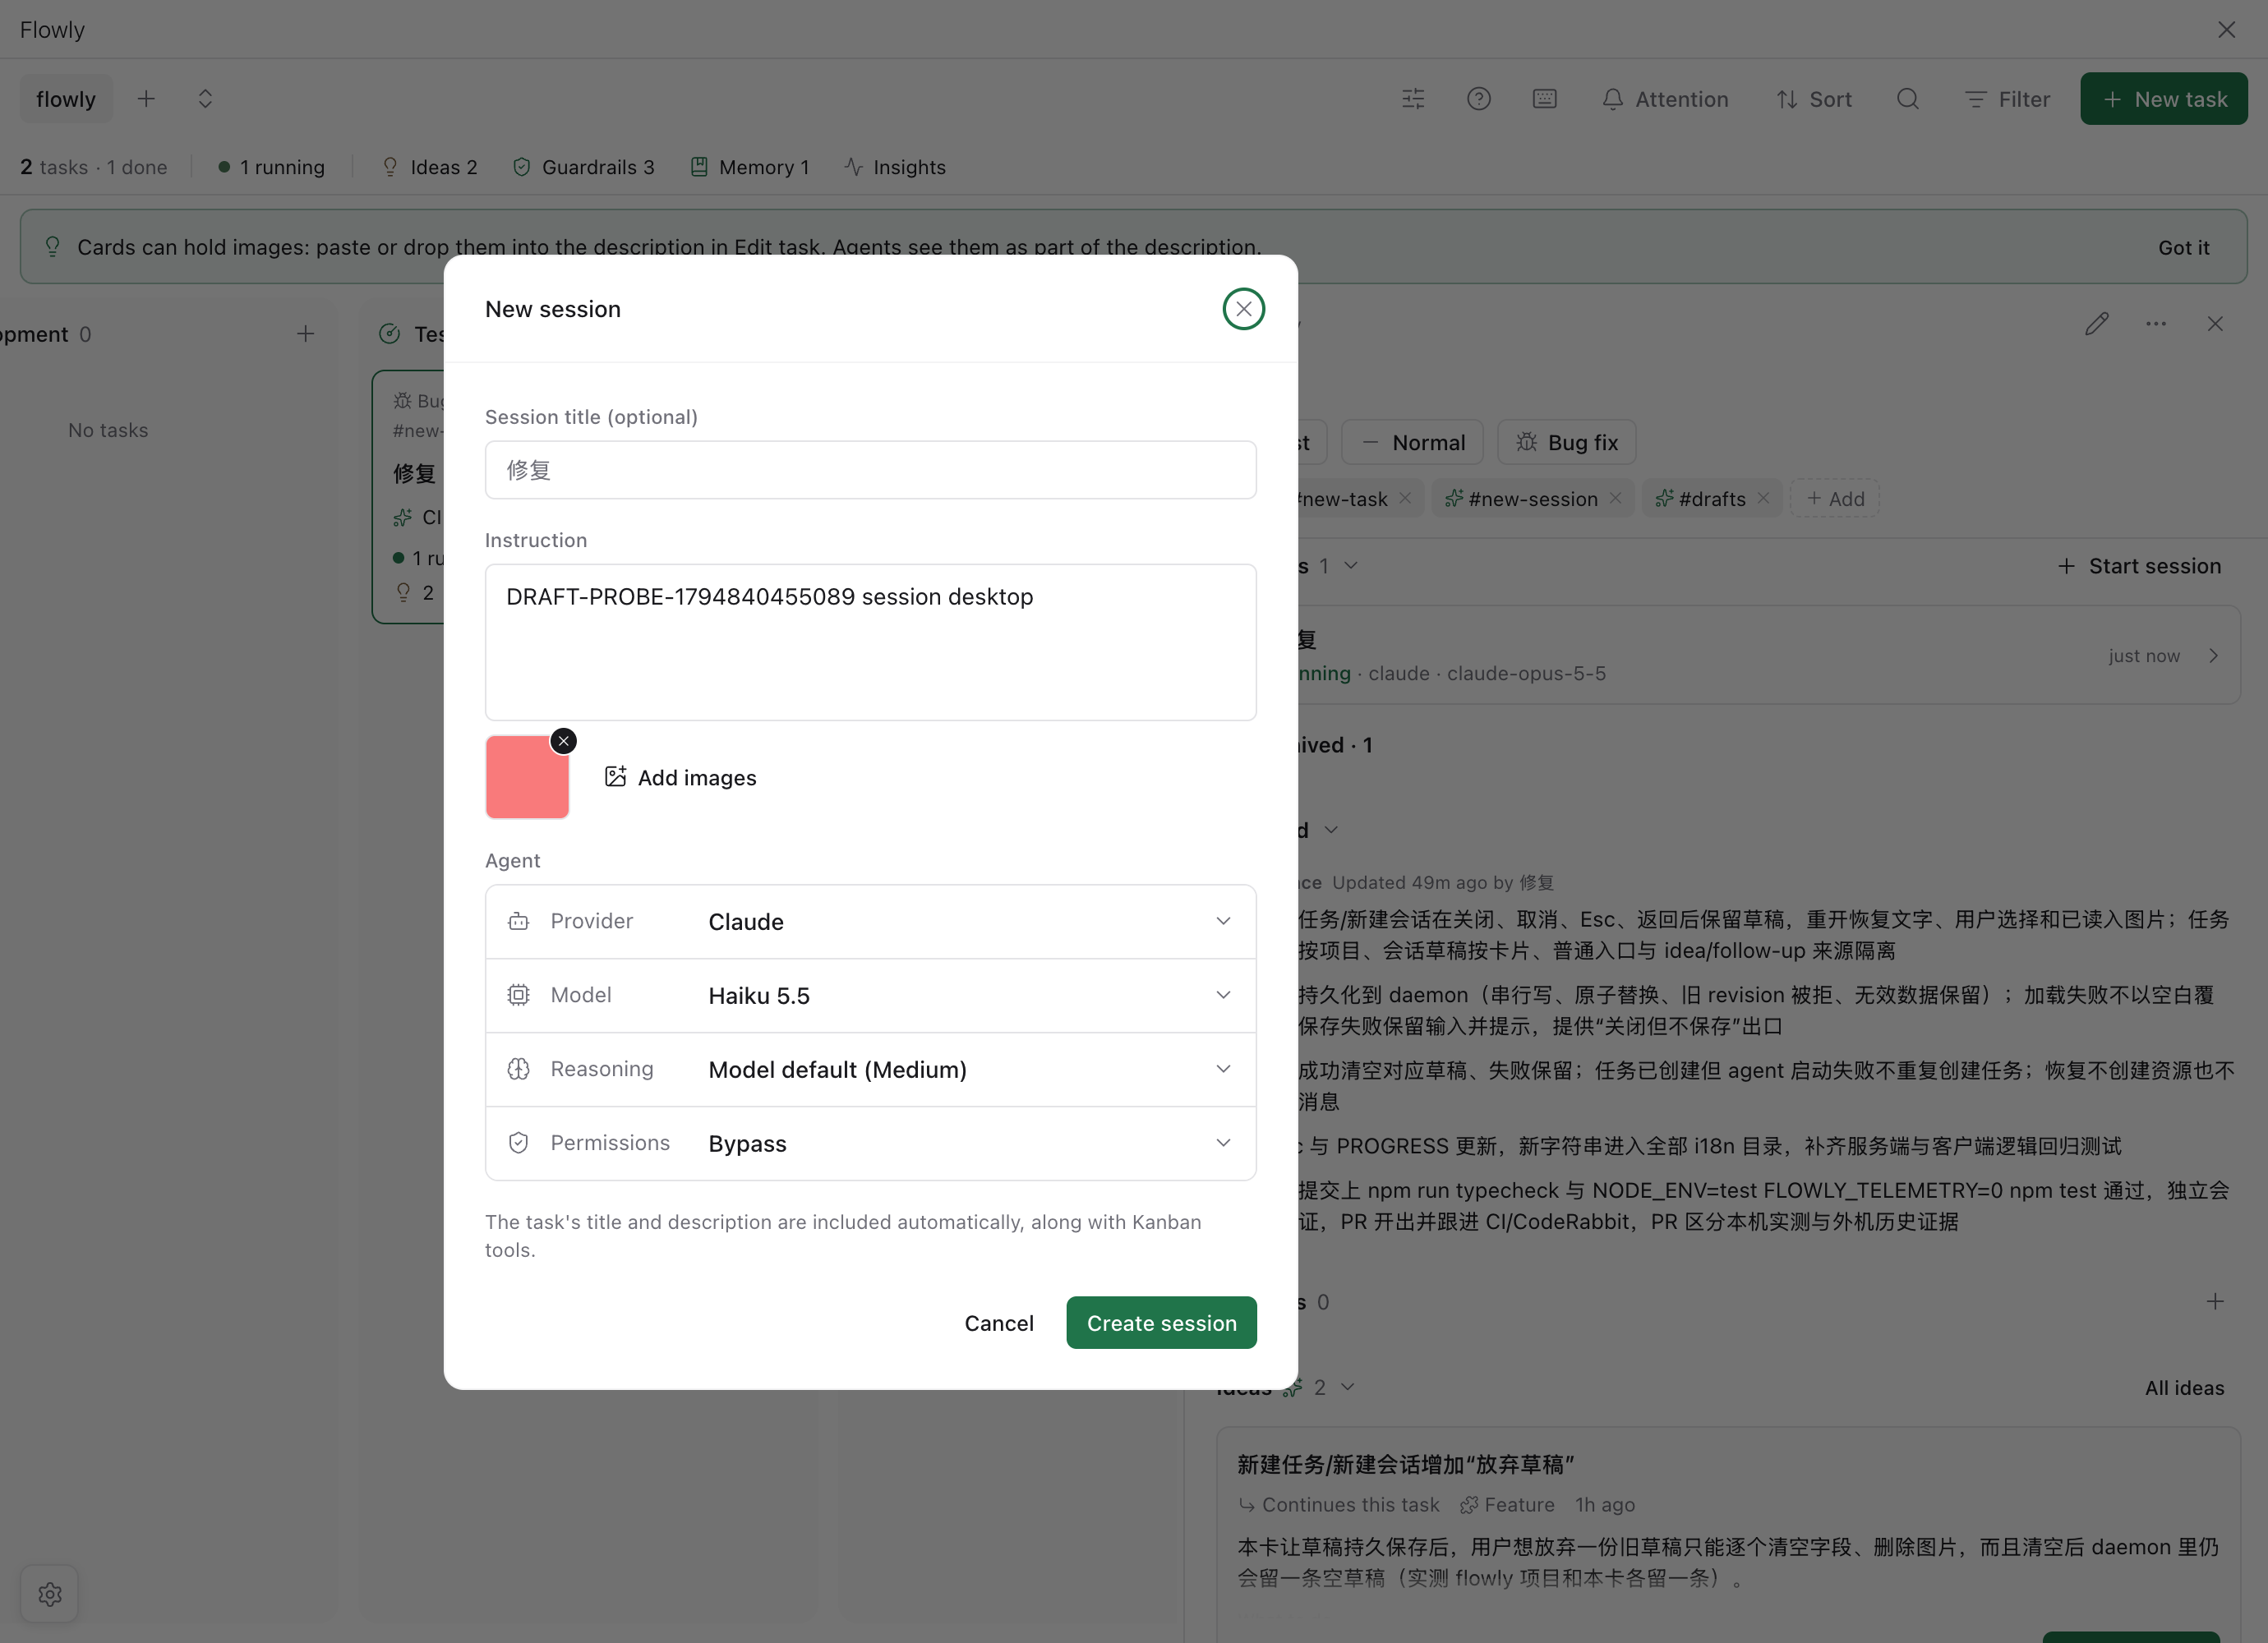 Flowly
flowly
Attention
Sort
Filter
New task
2 tasks · 1 done
1 running
Ideas 2
Guardrails 3
Memory 1
Insights
Cards can hold images: paste or drop them into the description in Edit task. Agents see them as part of the description.
Got it
0
No tasks
修复
2
New session
Session title (optional)
修复
Instruction
DRAFT-PROBE-1794840455089 session desktop
Add images
Agent
Provider Claude
Model Haiku 5.5
Reasoning Model default (Medium)
Permissions Bypass
The task's title and description are included automatically, along with Kanban
tools.
Cancel
Create session
Normal
Bug fix
#new-task
#new-session
#drafts
+ Add
1
Start session
复
just now
· claude · claude-opus-5-5
· 1
Updated 49m ago by 修复
任务/新建会话在关闭、取消、Esc、返回后保留草稿，重开恢复文字、用户选择和已读入图片；任务
按项目、会话草稿按卡片、普通入口与 idea/follow-up 来源隔离
持久化到 daemon（串行写、原子替换、旧 revision 被拒、无效数据保留）；加载失败不以空白覆
保存失败保留输入并提示，提供“关闭但不保存”出口
成功清空对应草稿、失败保留；任务已创建但 agent 启动失败不重复创建任务；恢复不创建资源也不
消息
与 PROGRESS 更新，新字符串进入全部 i18n 目录，补齐服务端与客户端逻辑回归测试
提交上 npm run typecheck 与 NODE_ENV=test FLOWLY_TELEMETRY=0 npm test 通过，独立会
证，PR 开出并跟进 CI/CodeRabbit，PR 区分本机实测与外机历史证据
0
Ideas 2
All ideas
新建任务/新建会话增加“放弃草稿”
Continues this task
Feature
1h ago
本卡让草稿持久保存后，用户想放弃一份旧草稿只能逐个清空字段、删除图片，而且清空后 daemon 里仍
会留一条空草稿（实测 flowly 项目和本卡各留一条）。